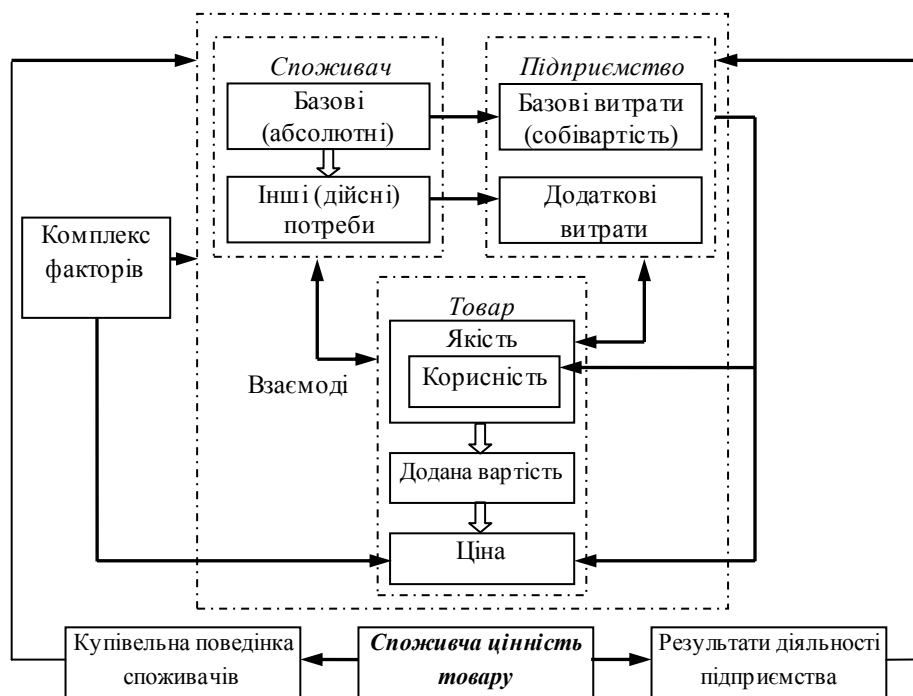 Споживач
Підприємство
Базові
(абсолютні)
Базові витрати
(собівартість)
Інші (дійсні)
потреби
Додаткові
витрати
Комплекс
факторів
Товар
Якість
Корисність
Взаємоді
Додана вартість
Ціна
Купівельна поведінка
споживачів
Споживча цінність
товару
Результати діяльності
підприємства